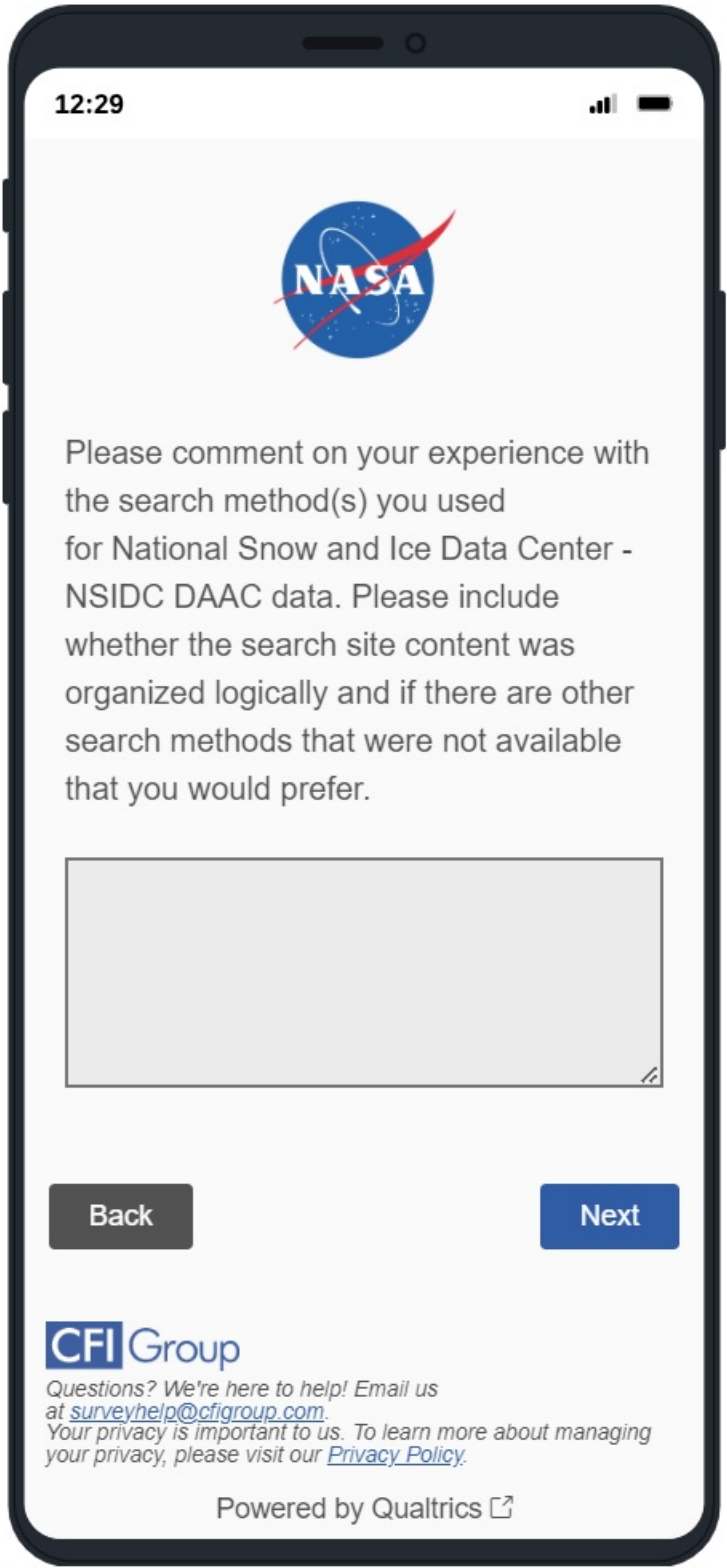 12:29
NASA
Please comment on your experience with
the search method(s) you used
for National Snow and Ice Data Center -
NSIDC DAAC data. Please include
whether the search site content was
organized logically and if there are other
search methods that were not available
that you would prefer.
Back
Next
CFI Group
Questions? We're here to help! Email us
at surveyhelp@cfigroup.com.
Your privacy is important to us. To learn more about managing
your privacy, please visit our Privacy Policy.
Powered by Qualtrics